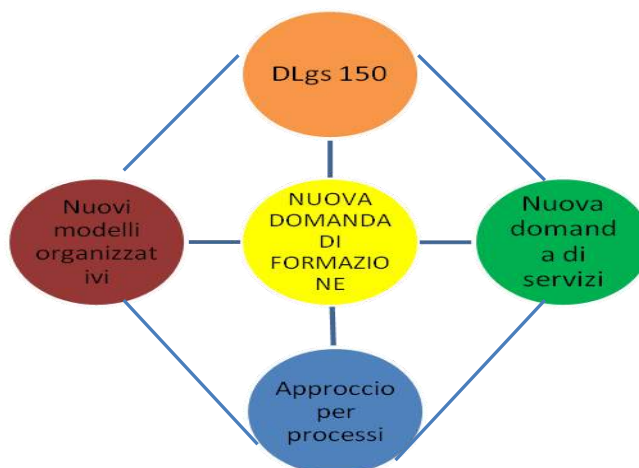 DLgs 150
Nuovi
modelli
organizzat
ivi
NUOVA
DOMANDA
DI
FORMAZIO
NE
Nuova
domand
a di
servizi
Approccio
per
processi